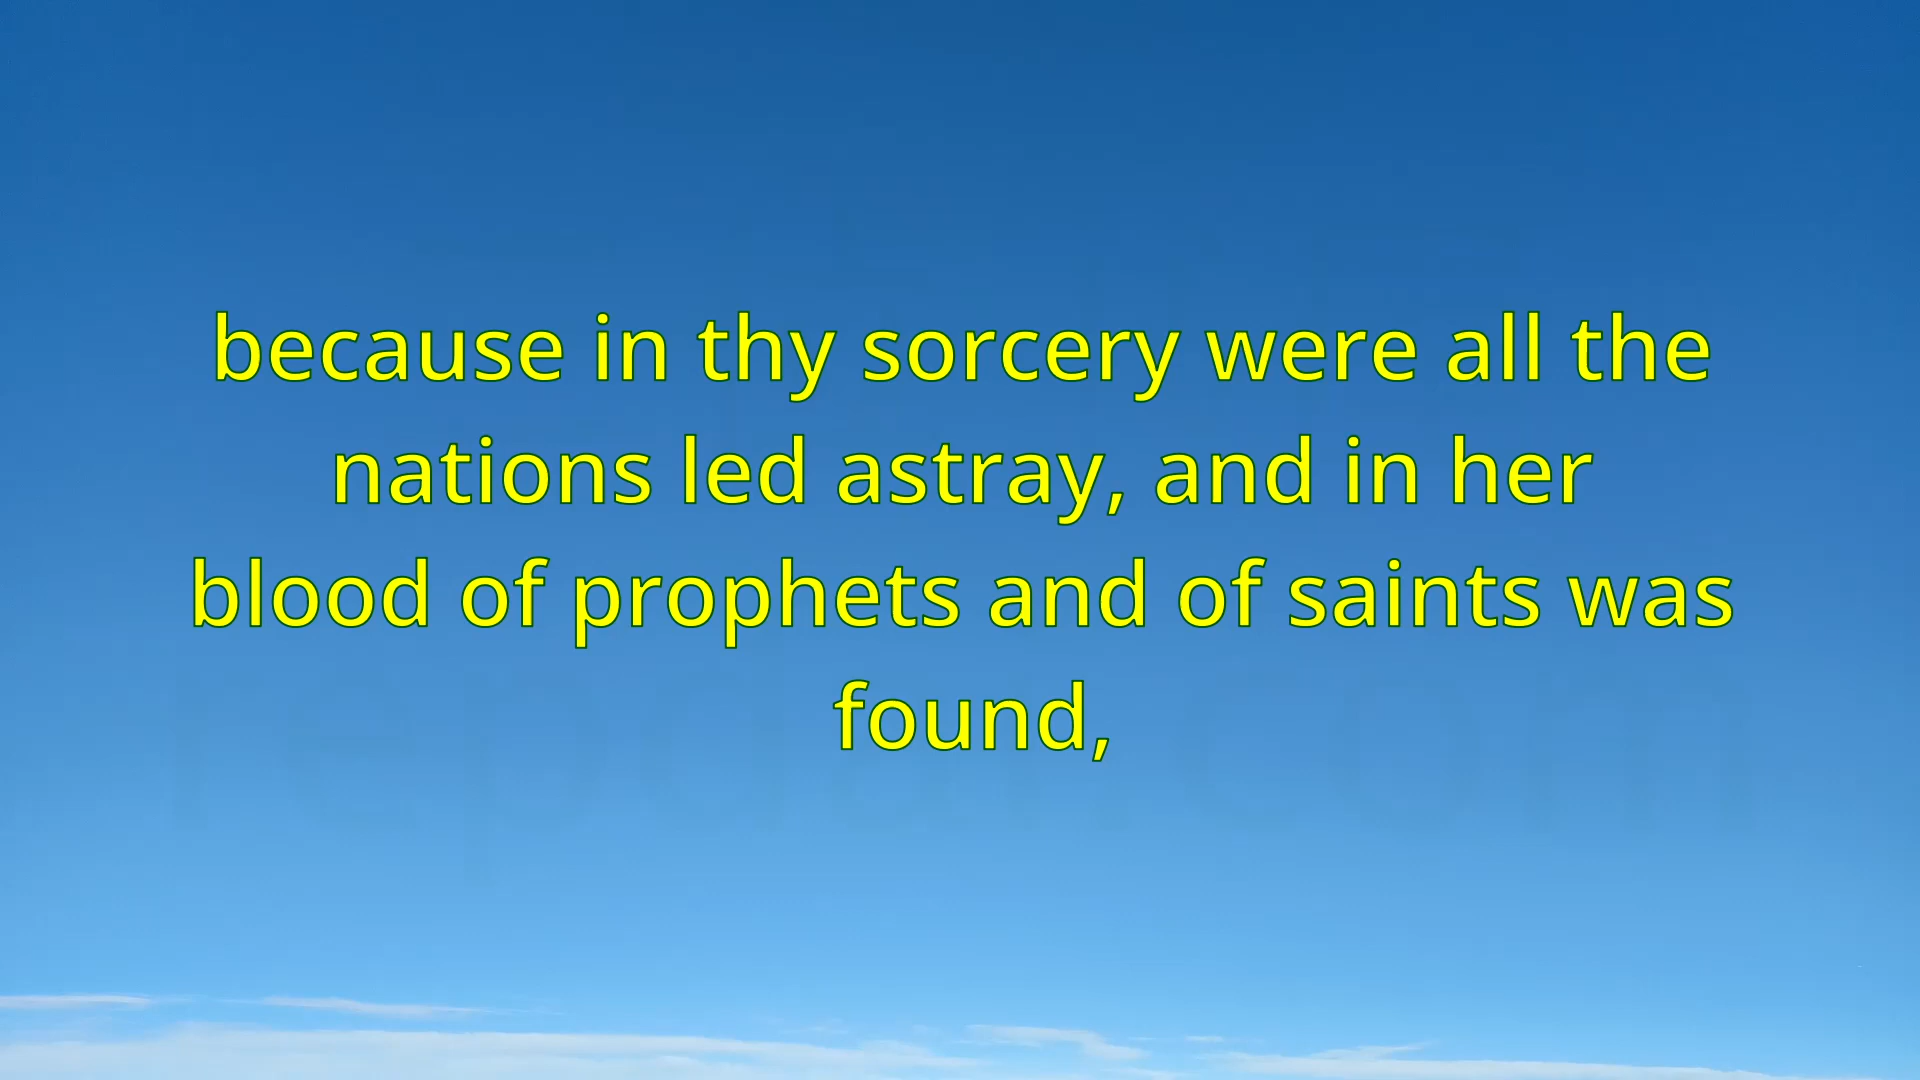 because in thy sorcery were all the
nations led astray, and in her
blood of prophets and of saints was
found,